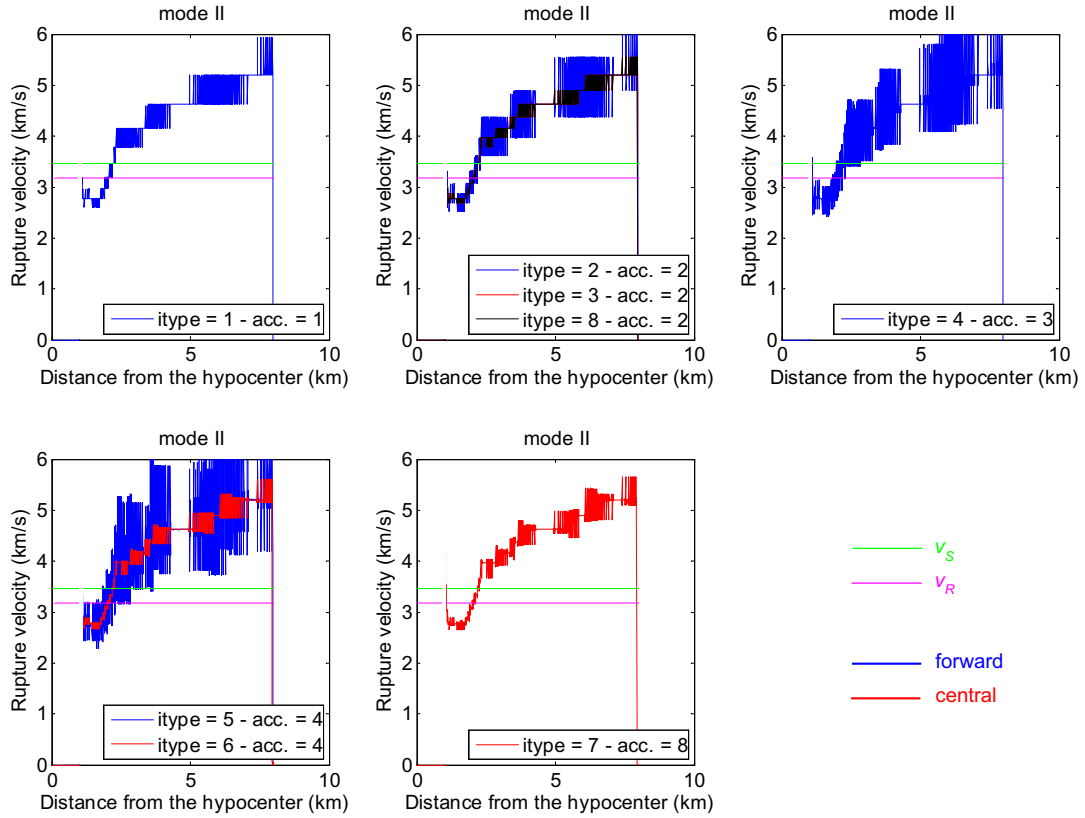 mode II
6
5
4
3
2
1
0
Rupture velocity (km/s)
itype = 1 - acc. = 1
0 5 10
Distance from the hypocenter (km)
mode II
6
5
4
3
2
1
0
Rupture velocity (km/s)
itype = 2 - acc. = 2
itype = 3 - acc. = 2
itype = 8 - acc. = 2
0 5 10
Distance from the hypocenter (km)
mode II
6
5
4
3
2
1
0
Rupture velocity (km/s)
itype = 4 - acc. = 3
0 5 10
Distance from the hypocenter (km)
mode II
6
5
4
3
2
1
0
Rupture velocity (km/s)
itype = 5 - acc. = 4
itype = 6 - acc. = 4
0 5 10
Distance from the hypocenter (km)
mode II
6
5
4
3
2
1
0
Rupture velocity (km/s)
itype = 7 - acc. = 8
0 5 10
Distance from the hypocenter (km)
v_S
v_R
forward
central